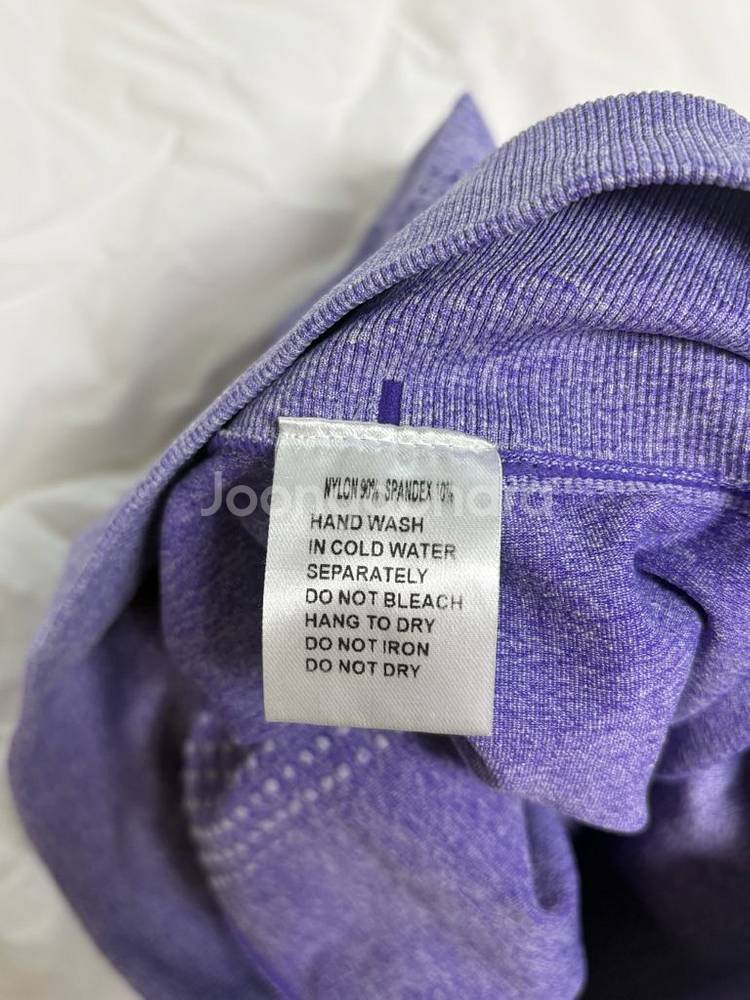 NYLON 90% SPANDEX 10%
HAND WASH
IN COLD WATER
SEPARATELY
DO NOT BLEACH
HANG TO DRY
DO NOT IRON
DO NOT DRY